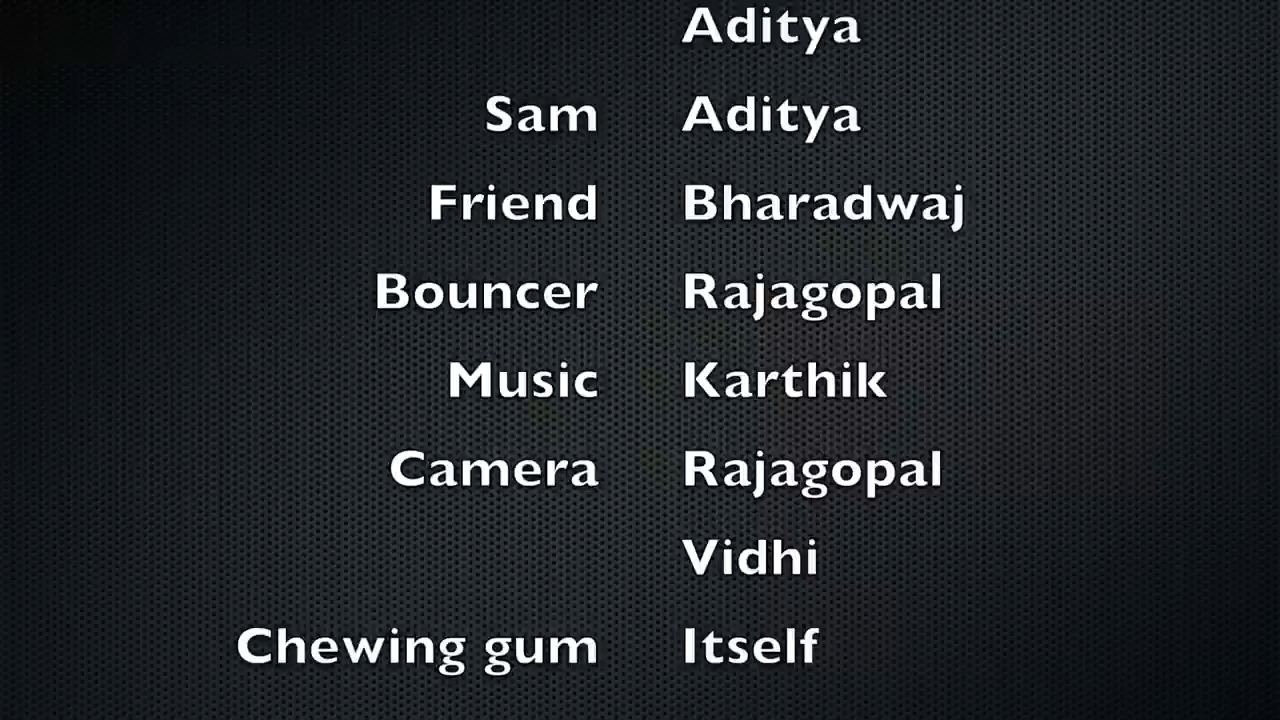 Aditya
Sam Aditya
Friend Bharadwaj
Bouncer Rajagopal
Music Karthik
Camera Rajagopal
Vidhi
Chewing gum Itself